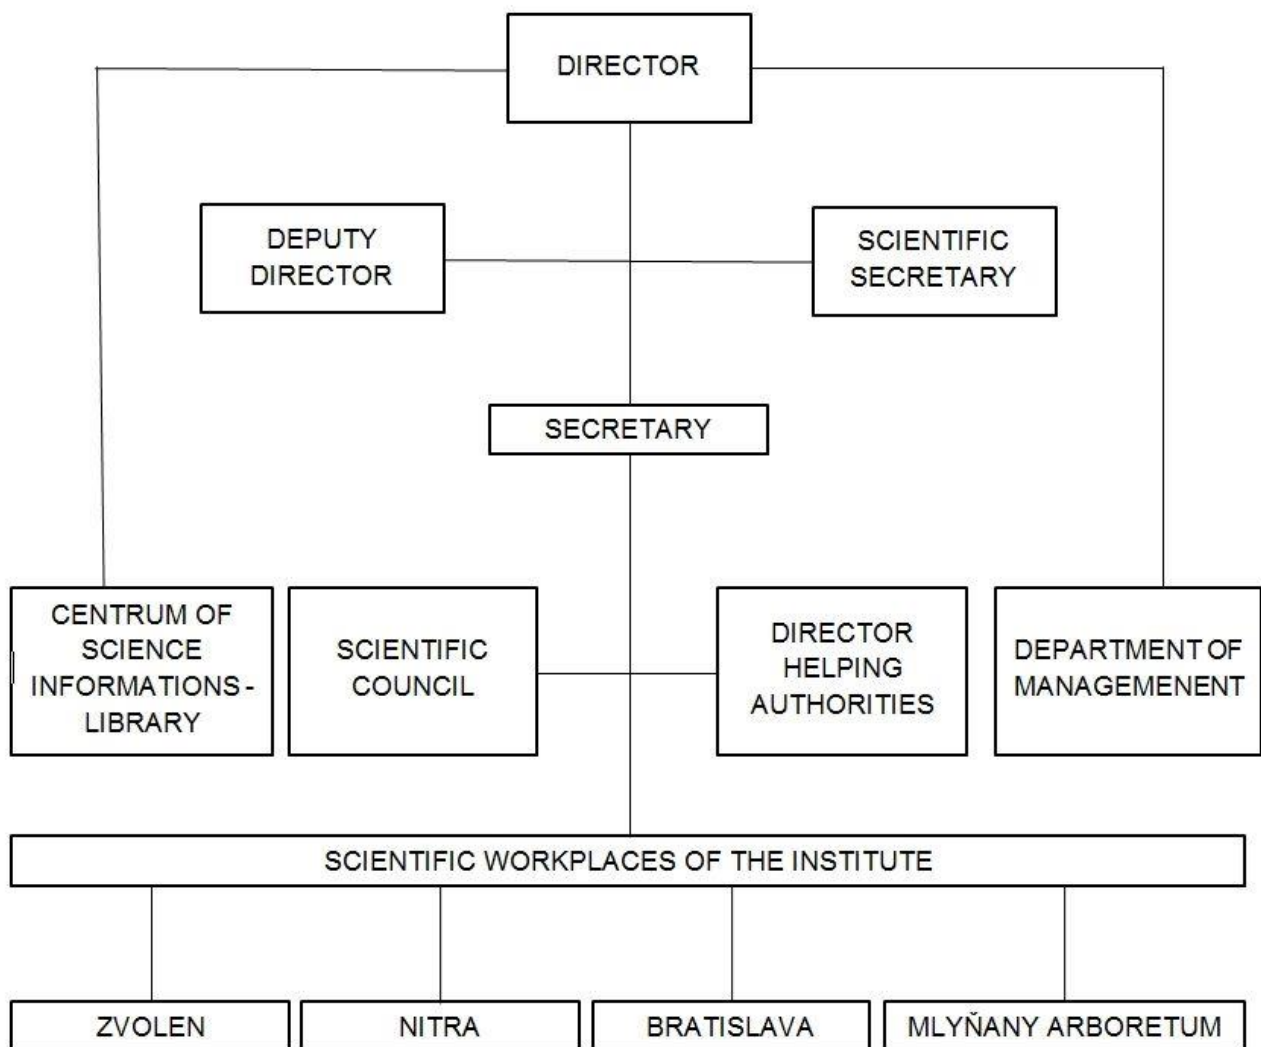 DIRECTOR
DEPUTY
DIRECTOR
SCIENTIFIC
SECRETARY
SECRETARY
CENTRUM OF
SCIENCE
INFORMATIONS -
LIBRARY
SCIENTIFIC
COUNCIL
DIRECTOR
HELPING
AUTHORITIES
DEPARTMENT OF
MANAGEMENENT
SCIENTIFIC WORKPLACES OF THE INSTITUTE
ZVOLEN
NITRA
BRATISLAVA
MLYŇANY ARBORETUM